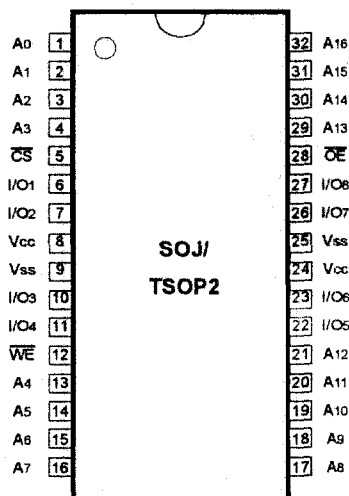 A0 1 32 A16
A1 2 31 A15
A2 3 30 A14
A3 4 29 A13
C̅S̅ 5 28 O̅E̅
I/O1 6 27 I/O8
I/O2 7 26 I/O7
Vcc 8 25 Vss
Vss 9 24 Vcc
SOJ/
TSOP2
I/O3 10 23 I/O6
I/O4 11 22 I/O5
W̅E̅ 12 21 A12
A4 13 20 A11
A5 14 19 A10
A6 15 18 A9
A7 16 17 A8